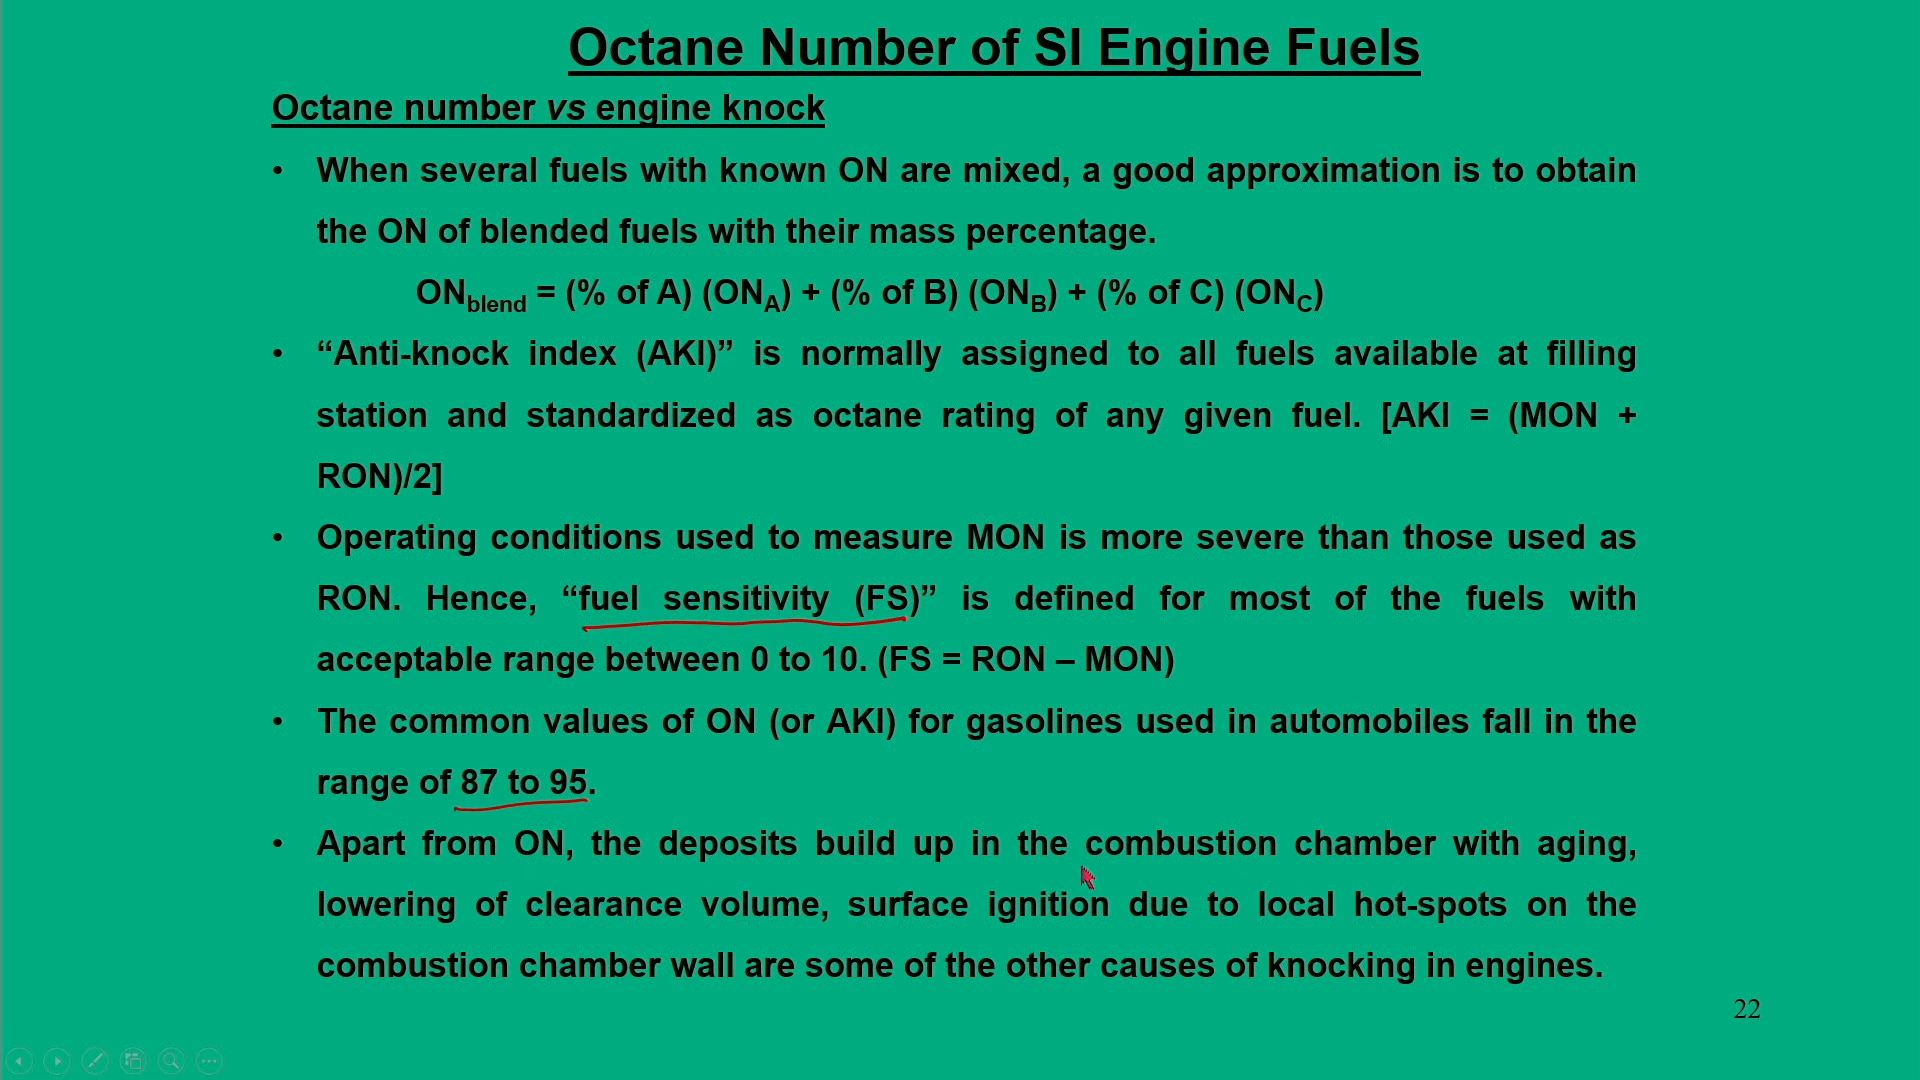 Octane Number of SI Engine Fuels
Octane number vs engine knock
• When several fuels with known ON are mixed, a good approximation is to obtain
the ON of blended fuels with their mass percentage.
ONblend = (% of A) (ONA) + (% of B) (ONB) + (% of C) (ONC)
• “Anti-knock index (AKI)” is normally assigned to all fuels available at filling
station and standardized as octane rating of any given fuel. [AKI = (MON +
RON)/2]
• Operating conditions used to measure MON is more severe than those used as
RON. Hence, “fuel sensitivity (FS)” is defined for most of the fuels with
acceptable range between 0 to 10. (FS = RON – MON)
• The common values of ON (or AKI) for gasolines used in automobiles fall in the
range of 87 to 95.
• Apart from ON, the deposits build up in the combustion chamber with aging,
lowering of clearance volume, surface ignition due to local hot-spots on the
combustion chamber wall are some of the other causes of knocking in engines.
22